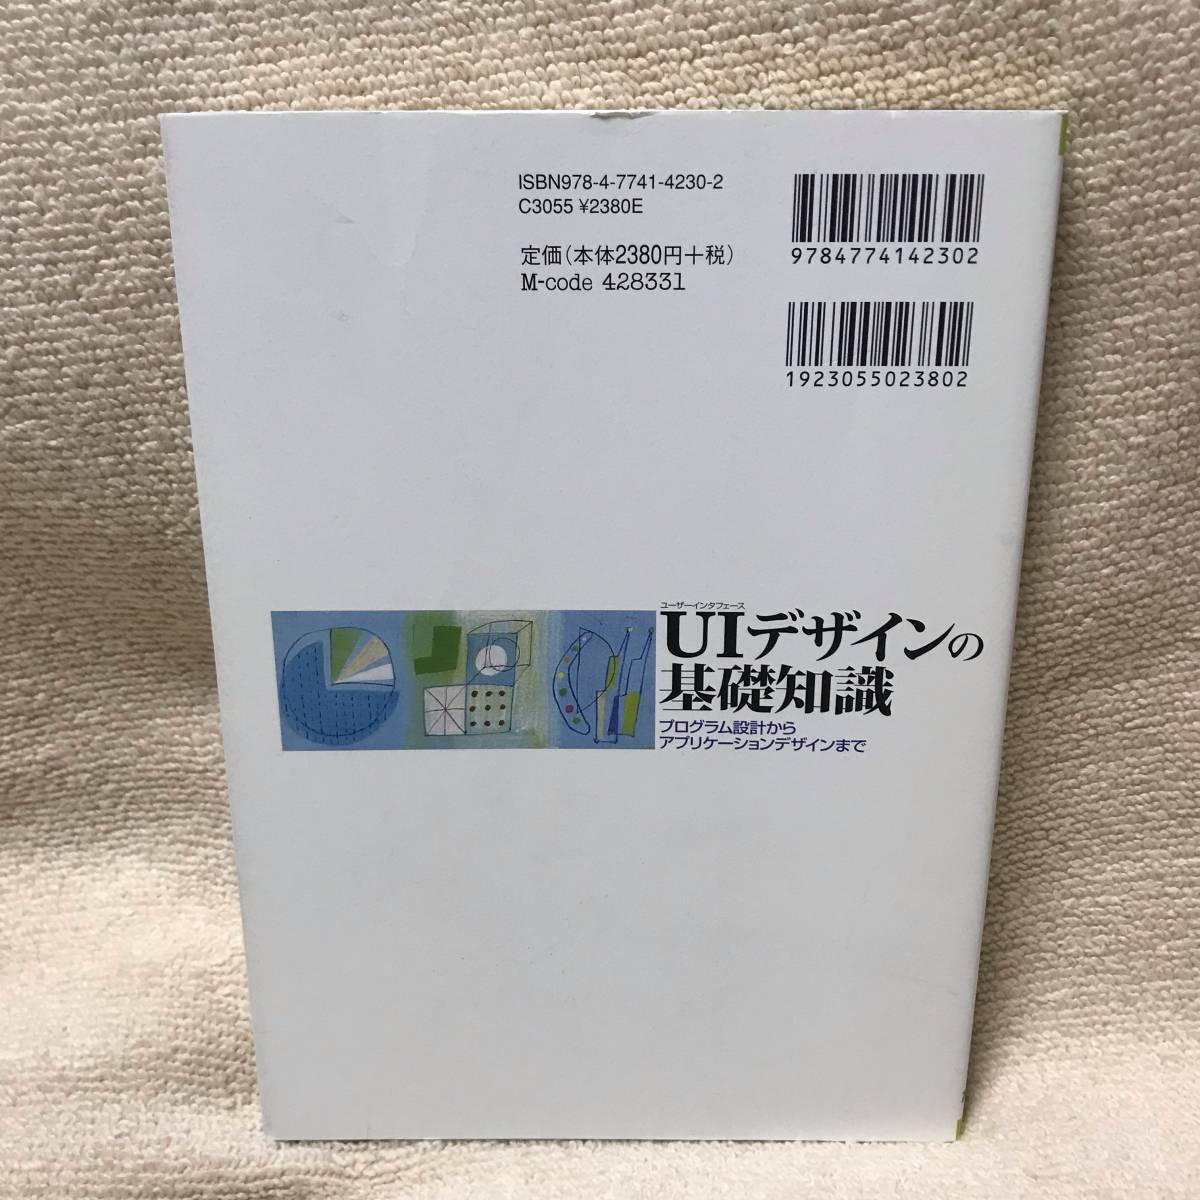 ISBN978-4-7741-4230-2
C3055 ¥2380E
定価(本体2380円+税)
M-code 428331
9784774142302
1923055023802
ユーザーインタフェース
UIデザインの
基礎知識
プログラム設計から
アプリケーションデザインまで